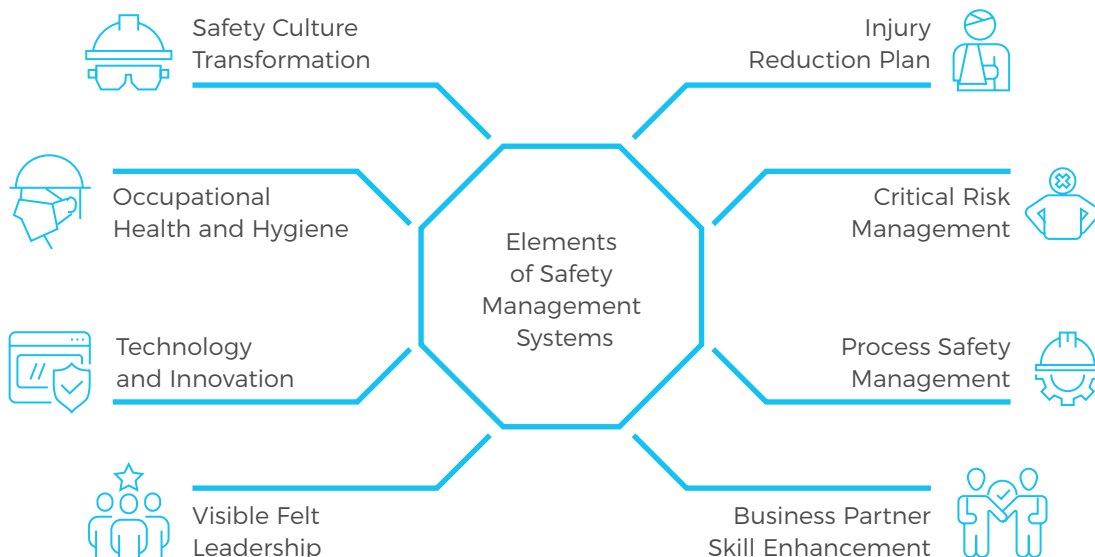 Safety Culture
Transformation
Injury
Reduction Plan
Occupational
Health and Hygiene
Critical Risk
Management
Elements
of Safety
Management
Systems
Technology
and Innovation
Process Safety
Management
Visible Felt
Leadership
Business Partner
Skill Enhancement